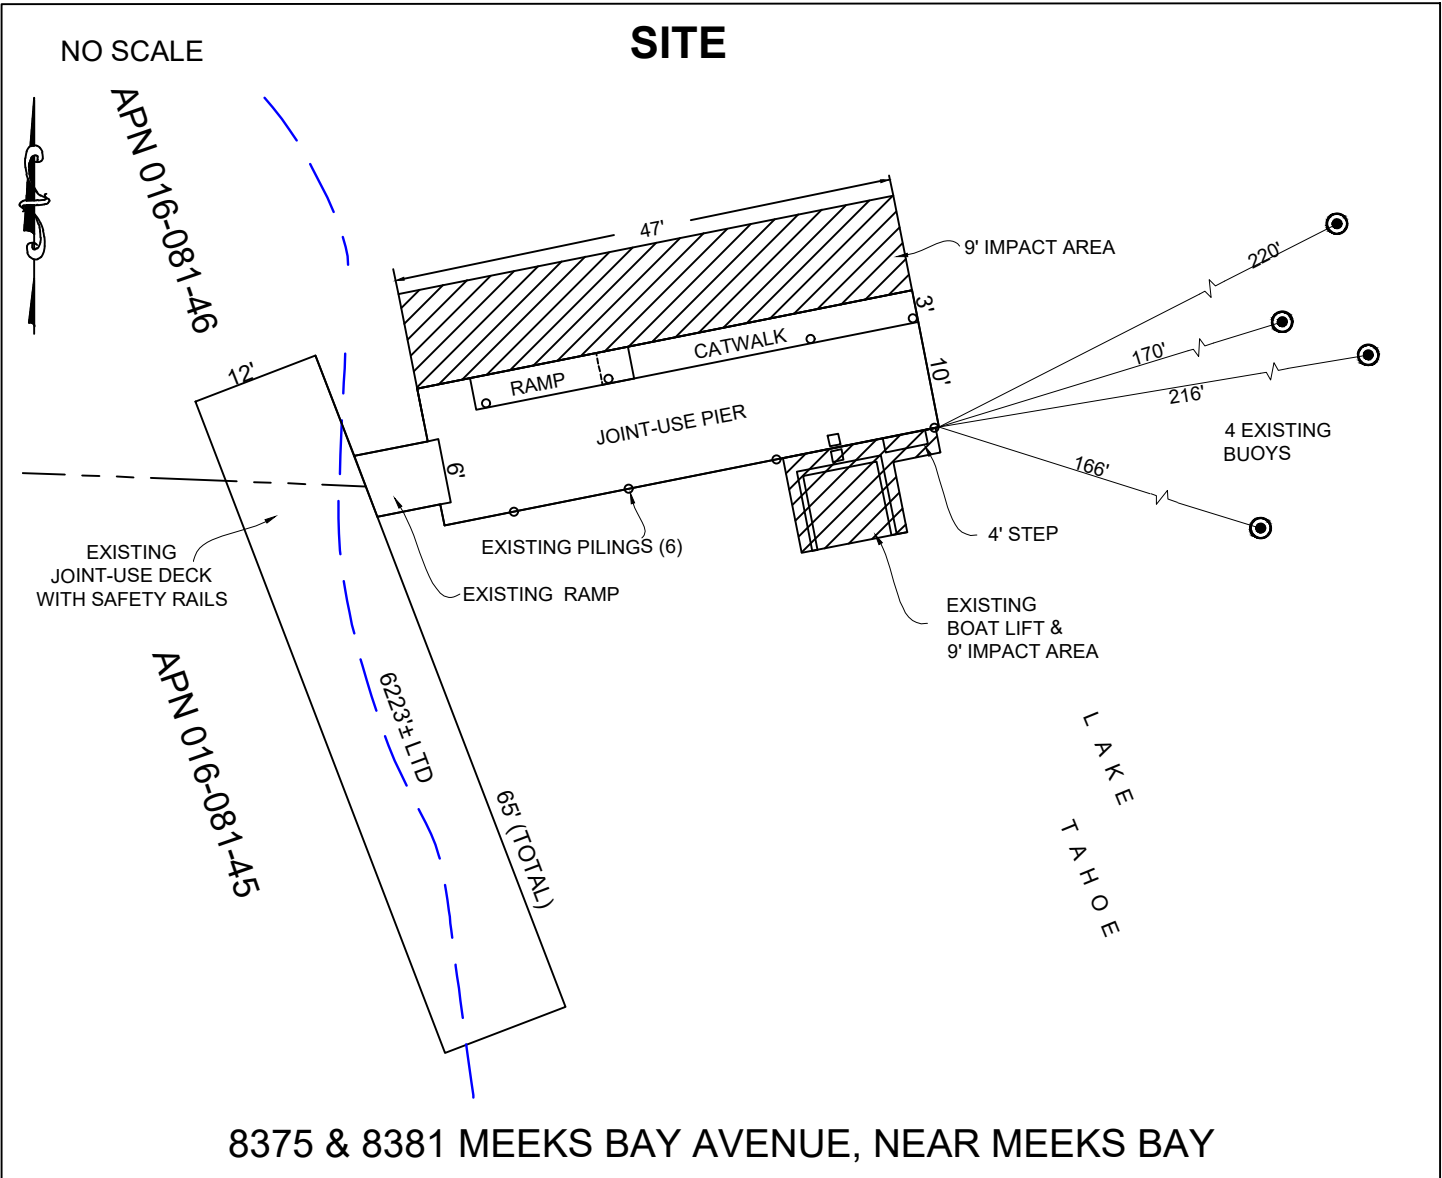 SITE
NO SCALE
APN 016-081-46
47'
9' IMPACT AREA
220'
3'
170'
CATWALK
10'
12'
RAMP
216'
JOINT-USE PIER
4 EXISTING
BUOYS
6'
166'
4' STEP
EXISTING PILINGS (6)
EXISTING
JOINT-USE DECK
WITH SAFETY RAILS
EXISTING RAMP
EXISTING
BOAT LIFT &
9' IMPACT AREA
APN 016-081-45
6223'± LTD
65' (TOTAL)
LAKE
TAHOE
8375 & 8381 MEEKS BAY AVENUE, NEAR MEEKS BAY